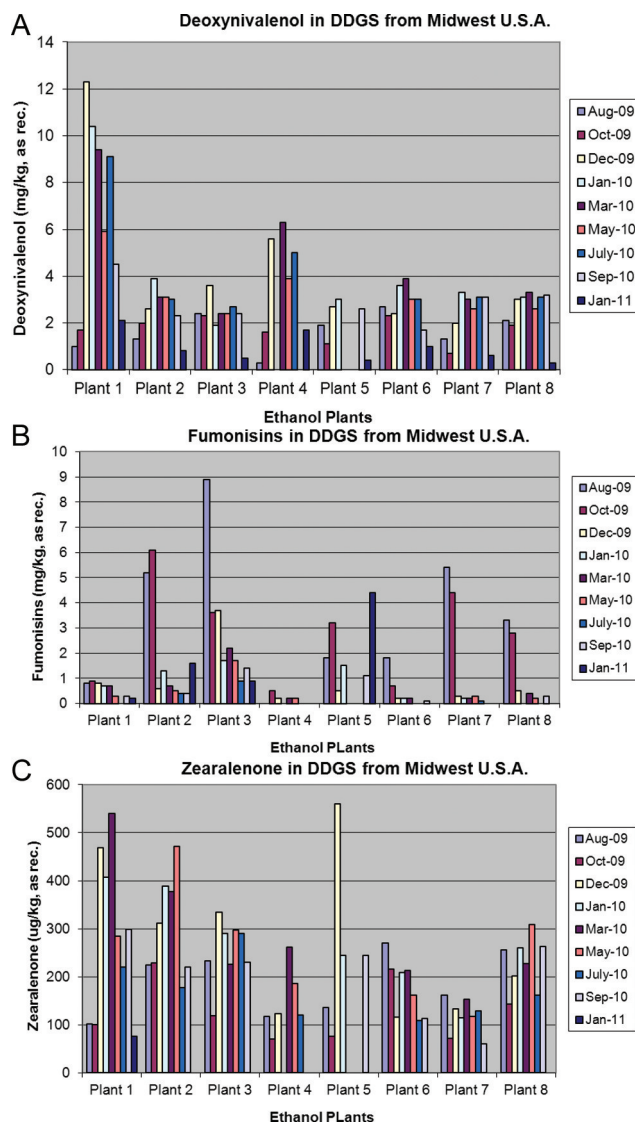 A
Deoxynivalenol in DDGS from Midwest U.S.A.
Deoxynivalenol (mg/kg, as rec.)
14
12
10
8
6
4
2
0
Plant 1 Plant 2 Plant 3 Plant 4 Plant 5 Plant 6 Plant 7 Plant 8
Ethanol Plants
Aug-09
Oct-09
Dec-09
Jan-10
Mar-10
May-10
July-10
Sep-10
Jan-11
B
Fumonisins in DDGS from Midwest U.S.A.
Fumonisins (mg/kg, as rec.)
10
9
8
7
6
5
4
3
2
1
0
Plant 1 Plant 2 Plant 3 Plant 4 Plant 5 Plant 6 Plant 7 Plant 8
Ethanol PLants
Aug-09
Oct-09
Dec-09
Jan-10
Mar-10
May-10
July-10
Sep-10
Jan-11
C
Zearalenone in DDGS from Midwest U.S.A.
Zearalenone (ug/kg, as rec.)
600
500
400
300
200
100
0
Plant 1 Plant 2 Plant 3 Plant 4 Plant 5 Plant 6 Plant 7 Plant 8
Ethanol PLants
Aug-09
Oct-09
Dec-09
Jan-10
Mar-10
May-10
July-10
Sep-10
Jan-11